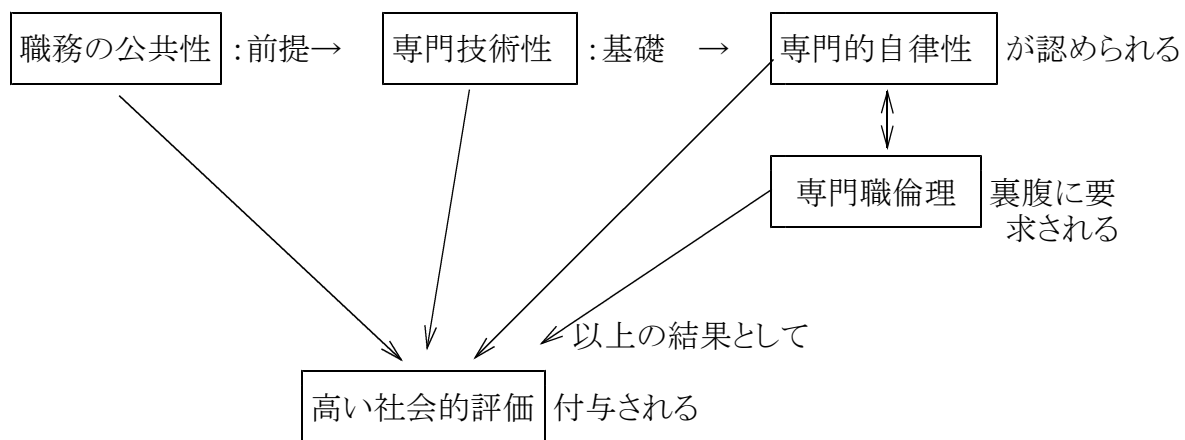 職務の公共性 :前提→ 専門技術性 :基礎 → 専門的自律性 が認められる
専門職倫理 裏腹に要
求される
以上の結果として
高い社会的評価 付与される